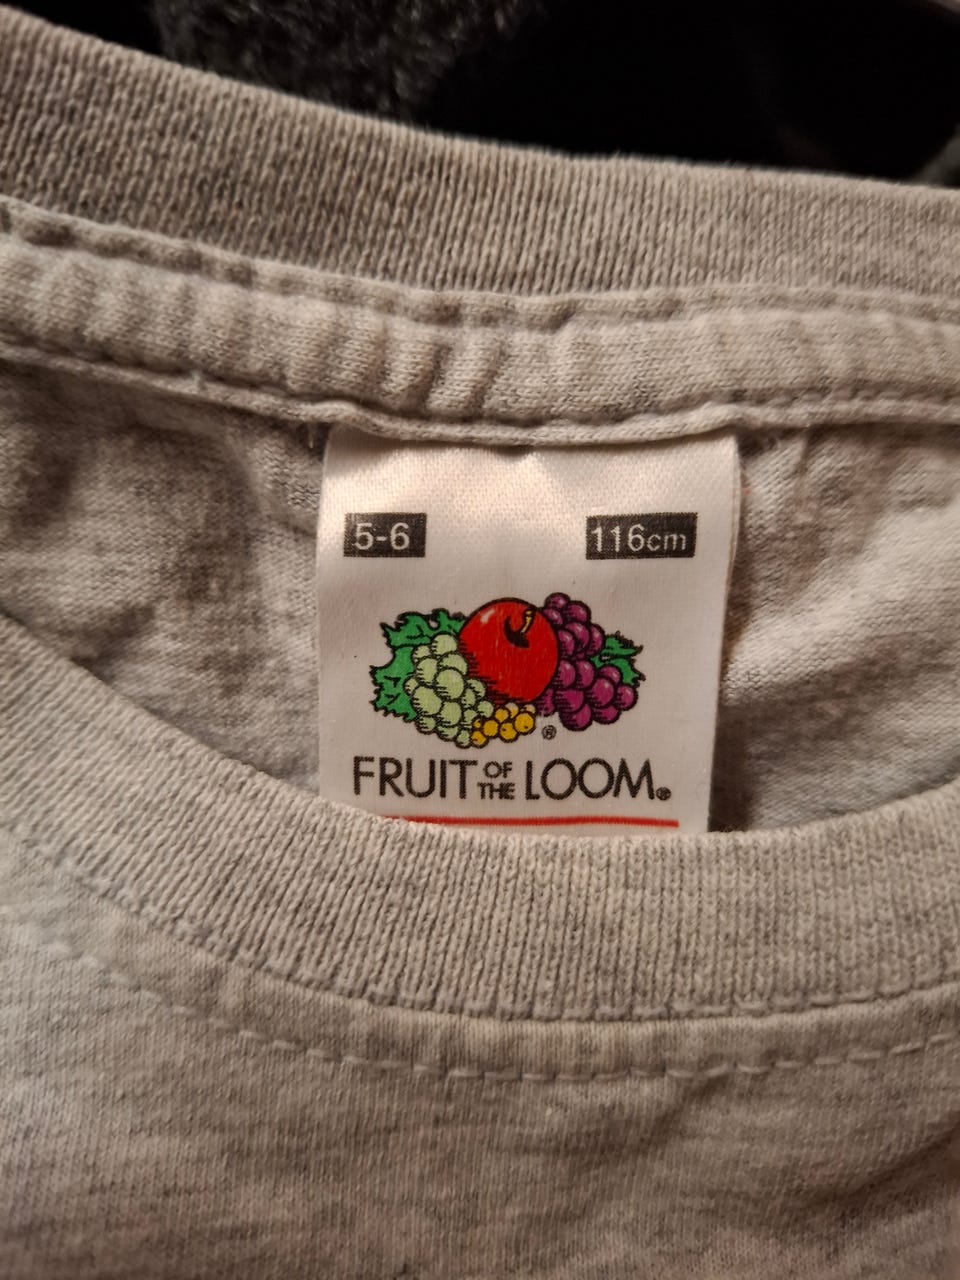 5-6 116cm
®
FRUIT OF THE LOOM®